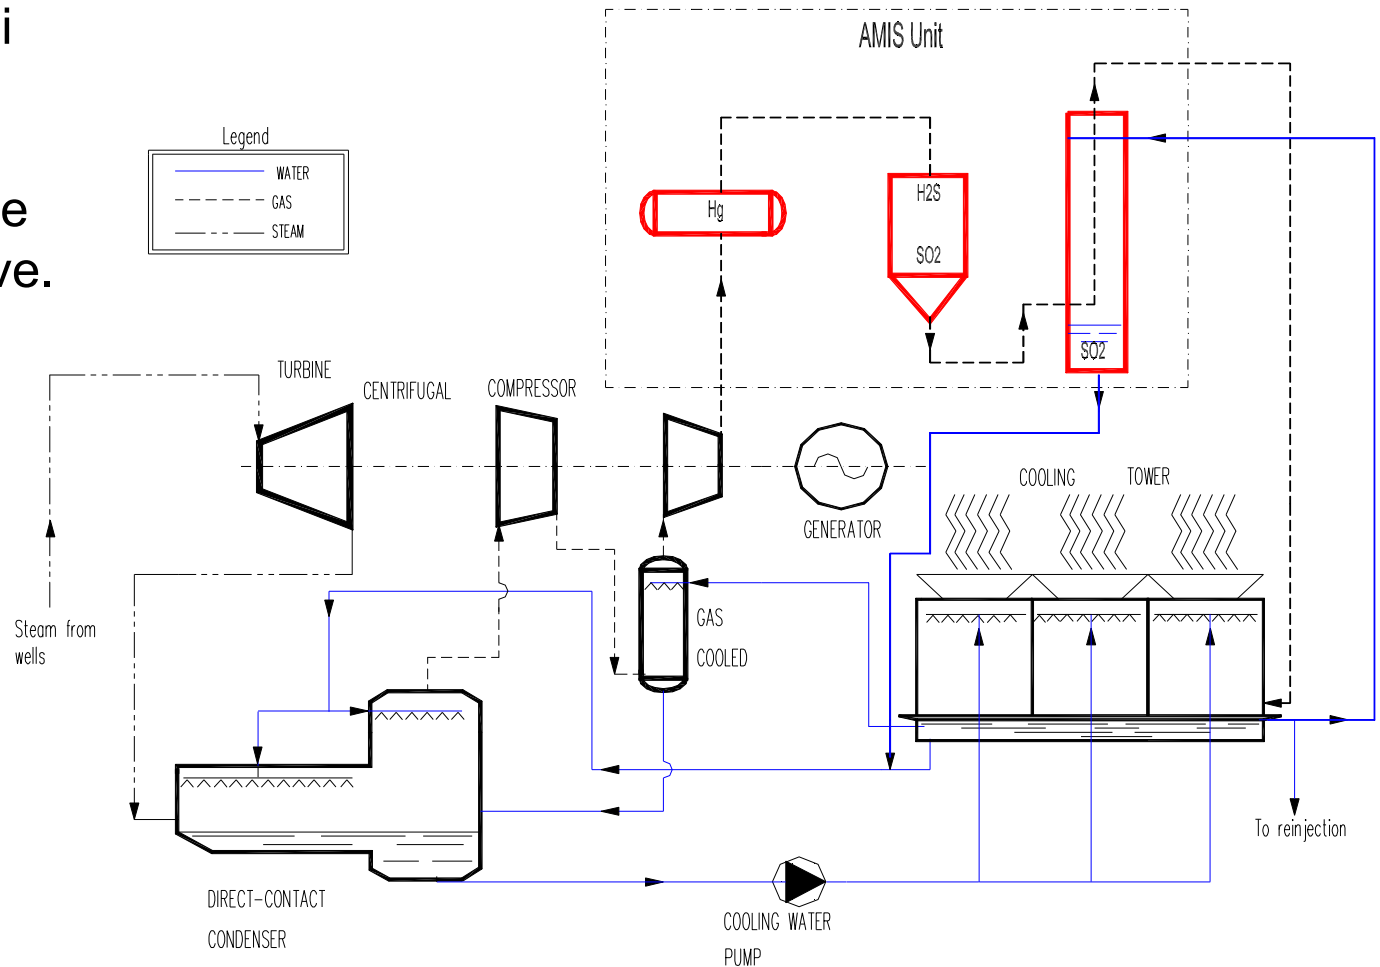 i
e
ve.
AMIS Unit
Legend
WATER
GAS
STEAM
Hg
H2S
SO2
SO2
TURBINE
CENTRIFUGAL COMPRESSOR
GENERATOR
COOLING TOWER
Steam from
wells
GAS
COOLED
To reinjection
DIRECT-CONTACT
CONDENSER
COOLING WATER
PUMP